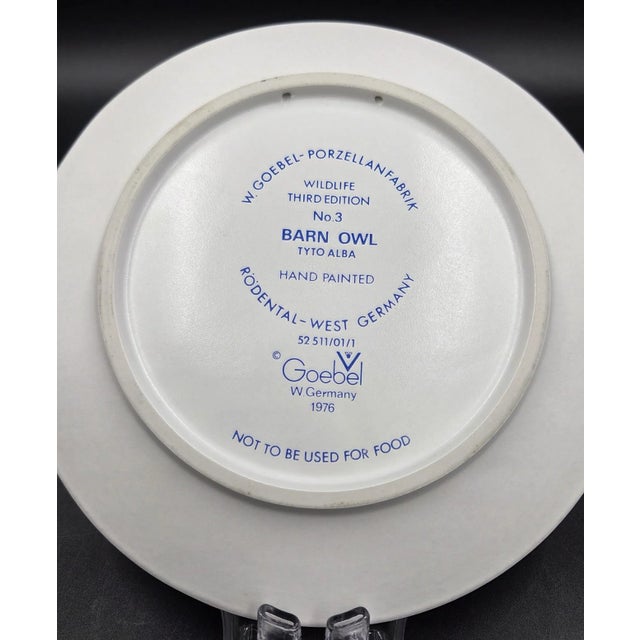 W. GOEBEL-PORZELLANFABRIK
WILDLIFE
THIRD EDITION
No.3
BARN OWL
TYTO ALBA
HAND PAINTED
RÖDENTAL-WEST GERMANY
52 511/01/1
© Goebel
W. Germany
1976
NOT TO BE USED FOR FOOD